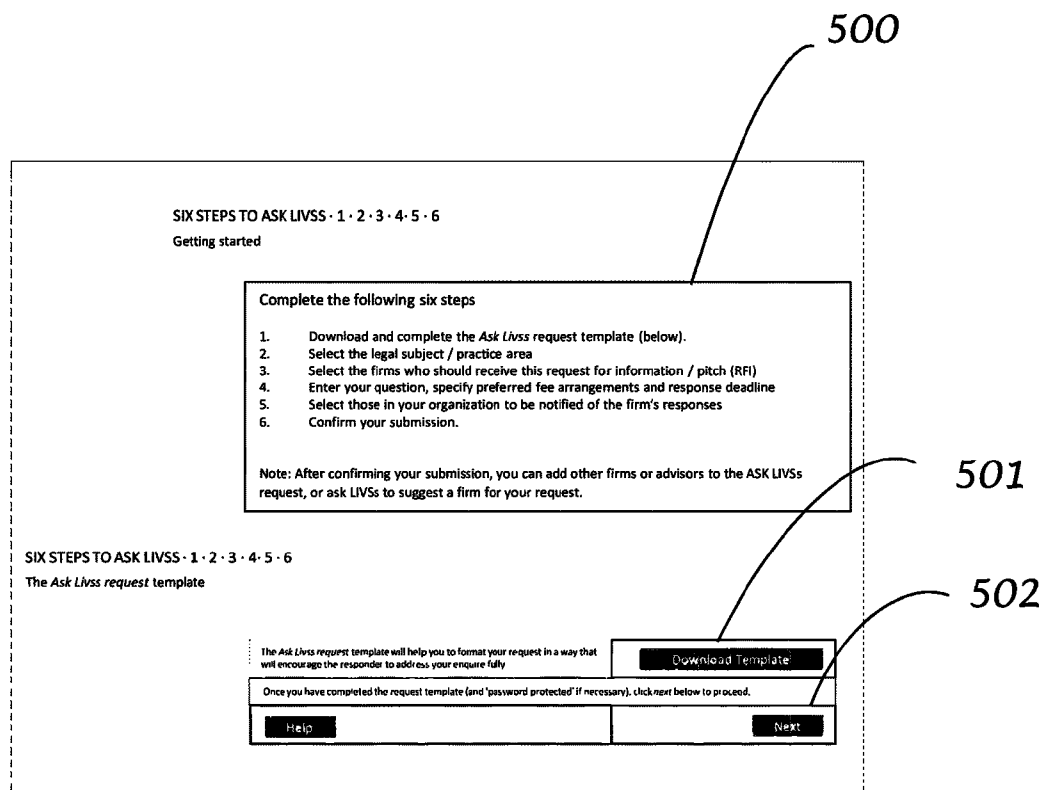 500
SIX STEPS TO ASK LIVSS · 1 · 2 · 3 · 4 · 5 · 6
Getting started
Complete the following six steps
1. Download and complete the Ask Livss request template (below).
2. Select the legal subject / practice area
3. Select the firms who should receive this request for information / pitch (RFI)
4. Enter your question, specify preferred fee arrangements and response deadline
5. Select those in your organization to be notified of the firm's responses
6. Confirm your submission.
Note: After confirming your submission, you can add other firms or advisors to the ASK LIVSs
request, or ask LIVSs to suggest a firm for your request.
501
SIX STEPS TO ASK LIVSS · 1 · 2 · 3 · 4 · 5 · 6
The Ask Livss request template
502
The Ask Livss request template will help you to format your request in a way that
will encourage the responder to address your enquire fully
Download Template
Once you have completed the request template (and 'password protected' if necessary), click next below to proceed.
Help
Next